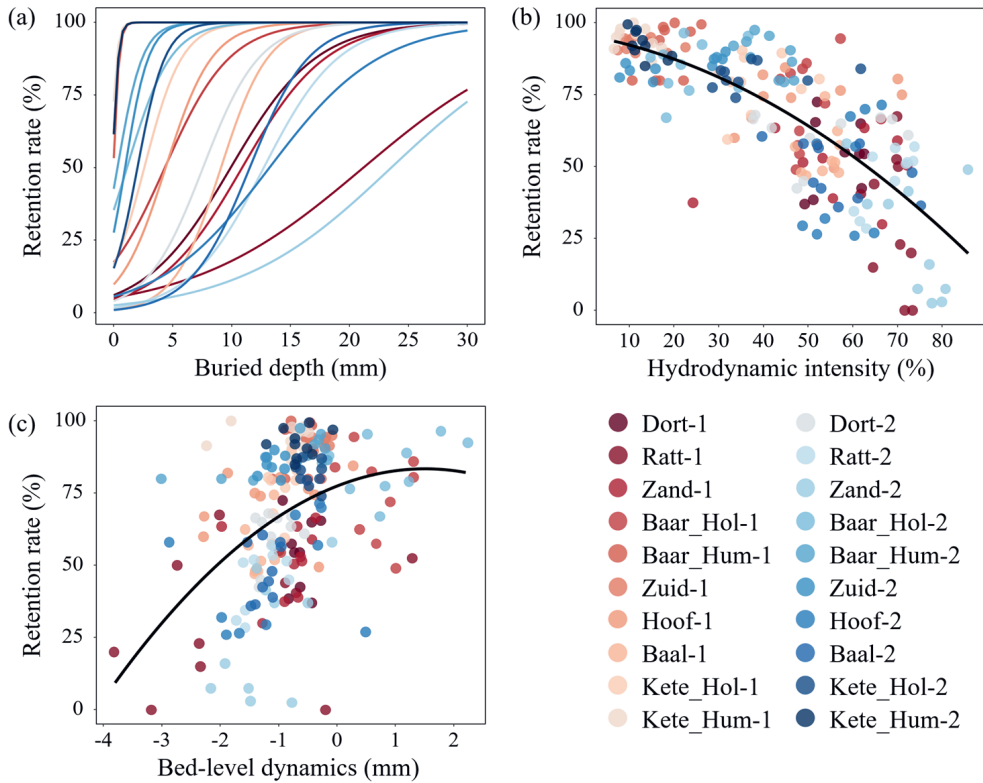 (a)
100
75
50
25
0
Retention rate (%)
0 5 10 15 20 25 30
Buried depth (mm)
(b)
100
75
50
25
0
Retention rate (%)
10 20 30 40 50 60 70 80
Hydrodynamic intensity (%)
(c)
100
75
50
25
0
Retention rate (%)
-4 -3 -2 -1 0 1 2
Bed-level dynamics (mm)
Dort-1 Dort-2
Ratt-1 Ratt-2
Zand-1 Zand-2
Baar_Hol-1 Baar_Hol-2
Baar_Hum-1 Baar_Hum-2
Zuid-1 Zuid-2
Hoof-1 Hoof-2
Baal-1 Baal-2
Kete_Hol-1 Kete_Hol-2
Kete_Hum-1 Kete_Hum-2